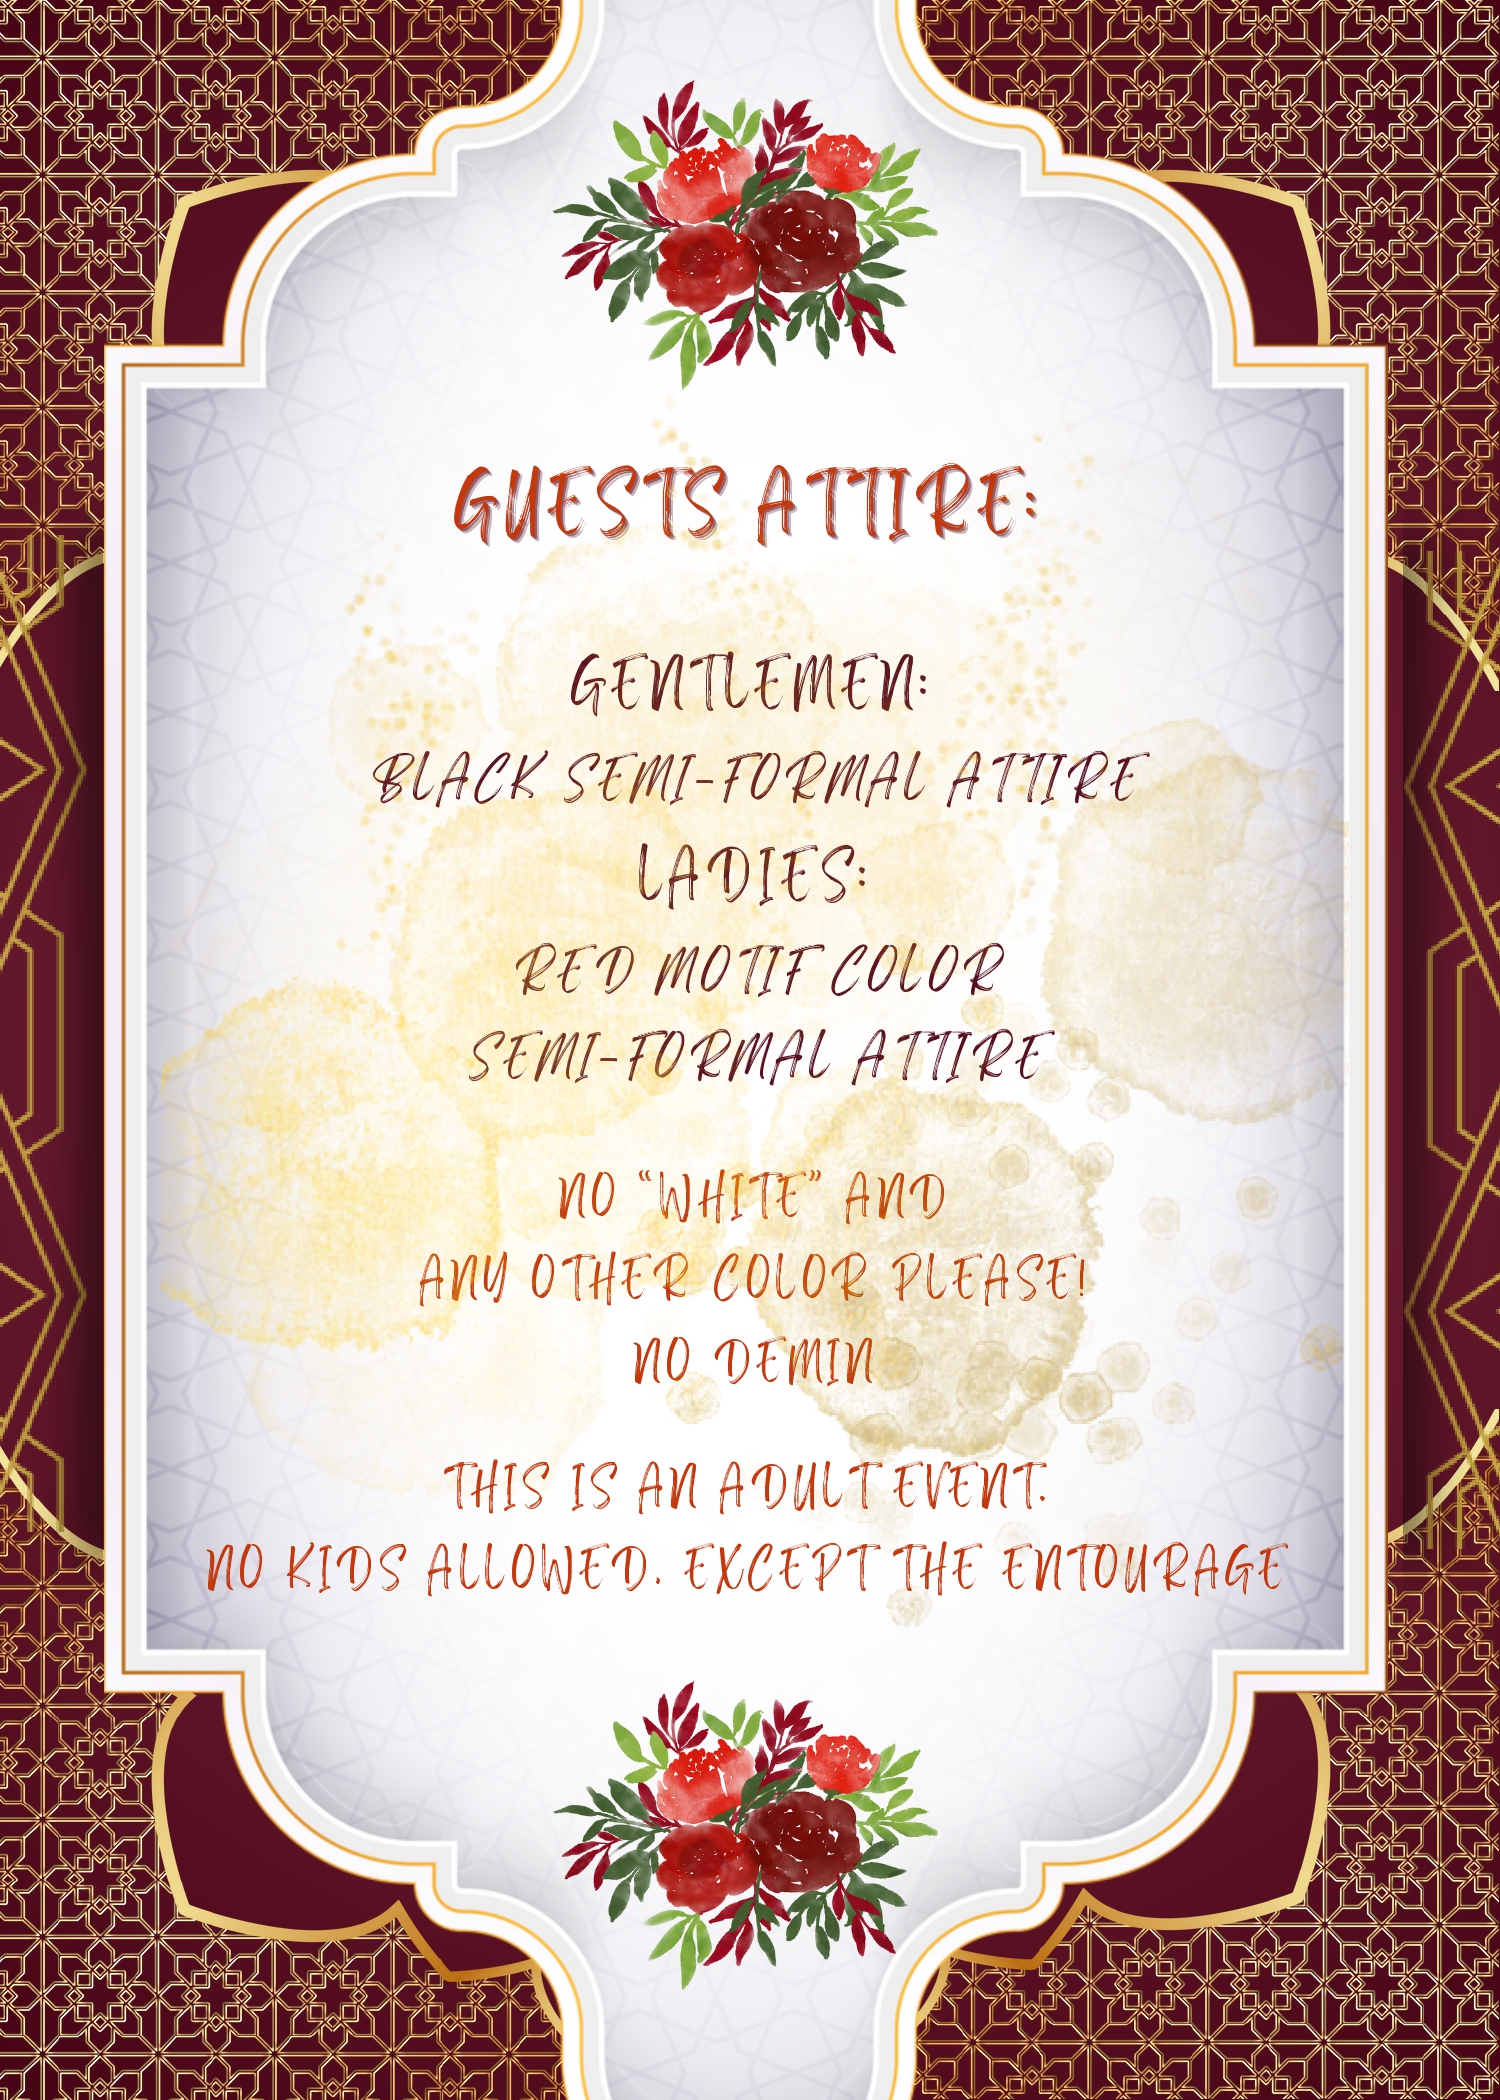 GUESTS ATTIRE:
GENTLEMEN:
BLACK SEMI-FORMAL ATTIRE
LADIES:
RED MOTIF COLOR
SEMI-FORMAL ATTIRE
NO “WHITE” AND
ANY OTHER COLOR PLEASE!
NO DEMIN
THIS IS AN ADULT EVENT.
NO KIDS ALLOWED. EXCEPT THE ENTOURAGE